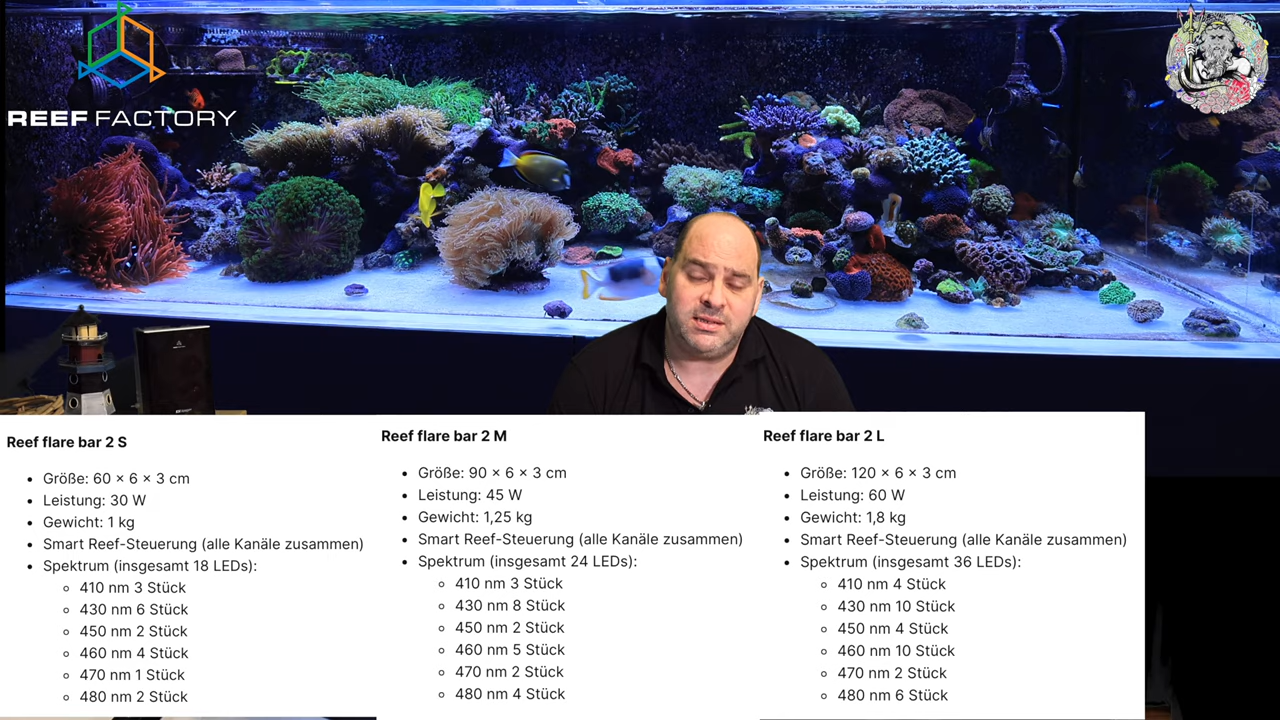 REEF FACTORY
Reef flare bar 2 S
• Größe: 60 × 6 × 3 cm
• Leistung: 30 W
• Gewicht: 1 kg
• Smart Reef-Steuerung (alle Kanäle zusammen)
• Spektrum (insgesamt 18 LEDs):
◦ 410 nm 3 Stück
◦ 430 nm 6 Stück
◦ 450 nm 2 Stück
◦ 460 nm 4 Stück
◦ 470 nm 1 Stück
◦ 480 nm 2 Stück
Reef flare bar 2 M
• Größe: 90 × 6 × 3 cm
• Leistung: 45 W
• Gewicht: 1,25 kg
• Smart Reef-Steuerung (alle Kanäle zusammen)
• Spektrum (insgesamt 24 LEDs):
◦ 410 nm 3 Stück
◦ 430 nm 8 Stück
◦ 450 nm 2 Stück
◦ 460 nm 5 Stück
◦ 470 nm 2 Stück
◦ 480 nm 4 Stück
Reef flare bar 2 L
• Größe: 120 × 6 × 3 cm
• Leistung: 60 W
• Gewicht: 1,8 kg
• Smart Reef-Steuerung (alle Kanäle zusammen)
• Spektrum (insgesamt 36 LEDs):
◦ 410 nm 4 Stück
◦ 430 nm 10 Stück
◦ 450 nm 4 Stück
◦ 460 nm 10 Stück
◦ 470 nm 2 Stück
◦ 480 nm 6 Stück